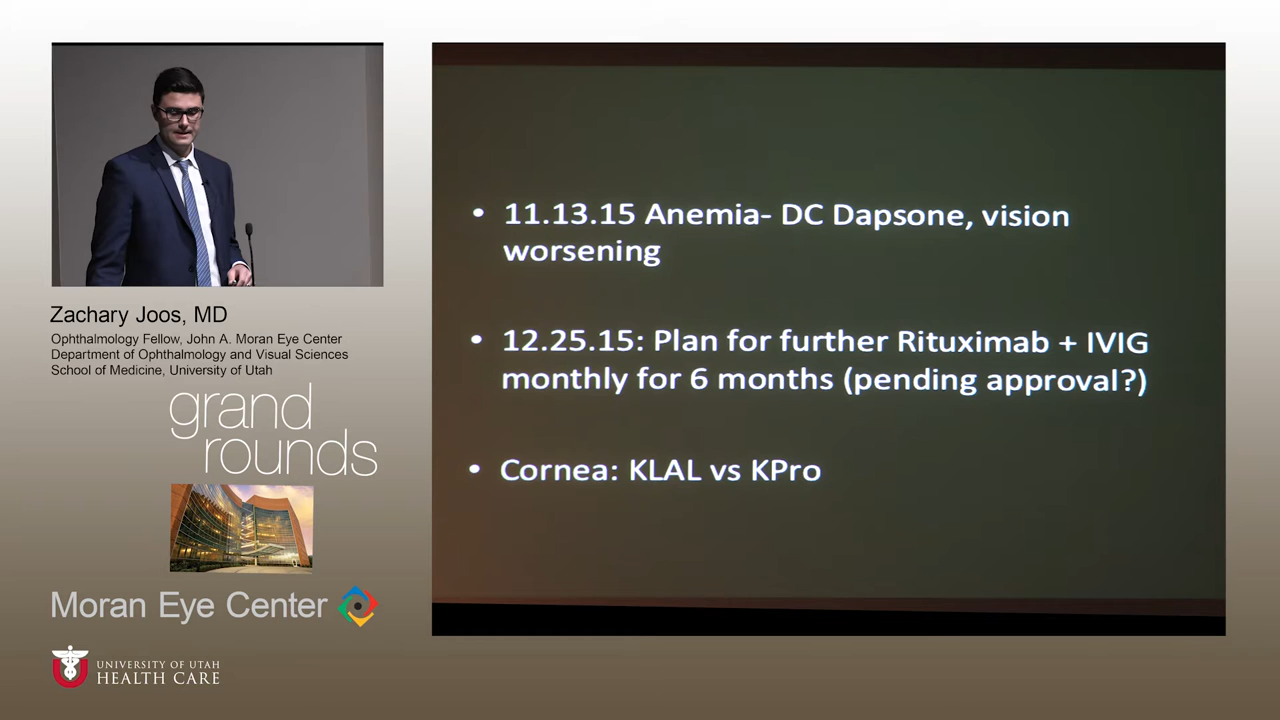 Zachary Joos, MD
Ophthalmology Fellow, John A. Moran Eye Center
Department of Ophthalmology and Visual Sciences
School of Medicine, University of Utah
grand
rounds
Moran Eye Center
UNIVERSITY OF UTAH
HEALTH CARE
• 11.13.15 Anemia- DC Dapsone, vision
worsening
• 12.25.15: Plan for further Rituximab + IVIG
monthly for 6 months (pending approval?)
• Cornea: KLAL vs KPro